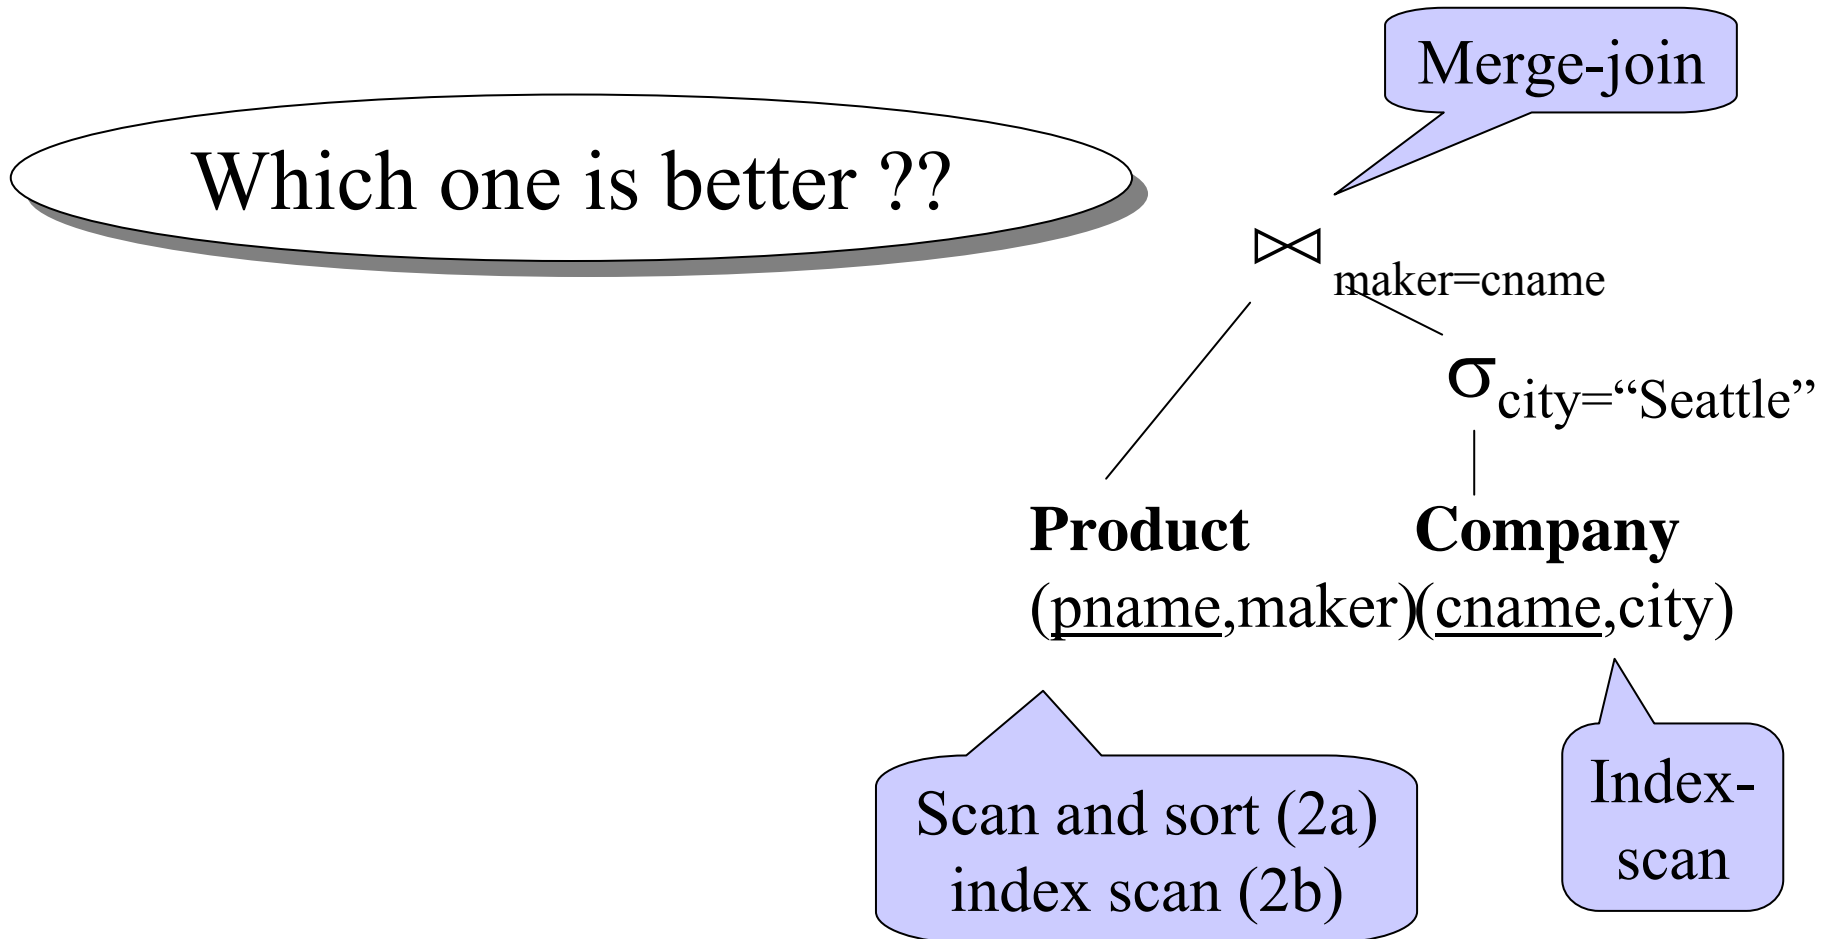 Merge-join
Which one is better ??
⋈ maker=cname
σ city=“Seattle”
Product Company
(pname,maker)(cname,city)
Scan and sort (2a)
index scan (2b)
Index-
scan